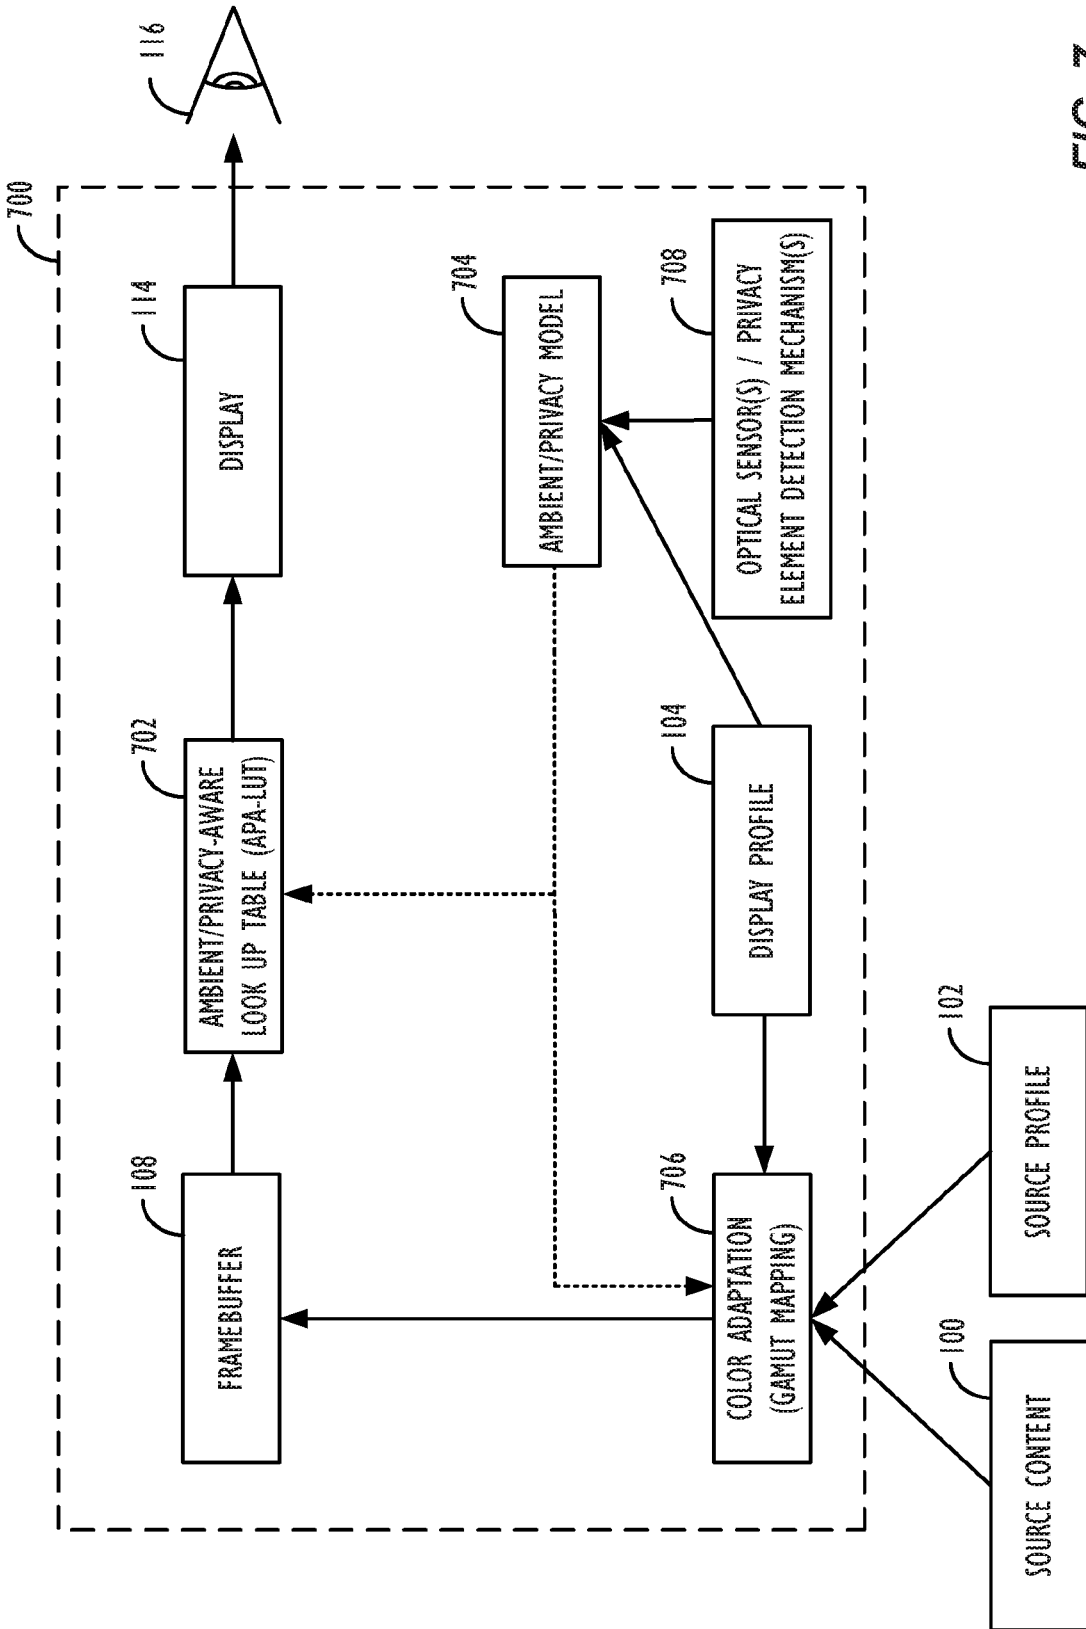 700
108
FRAMEBUFFER
702
AMBIENT/PRIVACY-AWARE
LOOK UP TABLE (APA-LUT)
114
DISPLAY
116
706
COLOR ADAPTATION
(GAMUT MAPPING)
104
DISPLAY PROFILE
704
AMBIENT/PRIVACY MODEL
708
OPTICAL SENSOR(S) / PRIVACY
ELEMENT DETECTION MECHANISM(S)
100
SOURCE CONTENT
102
SOURCE PROFILE